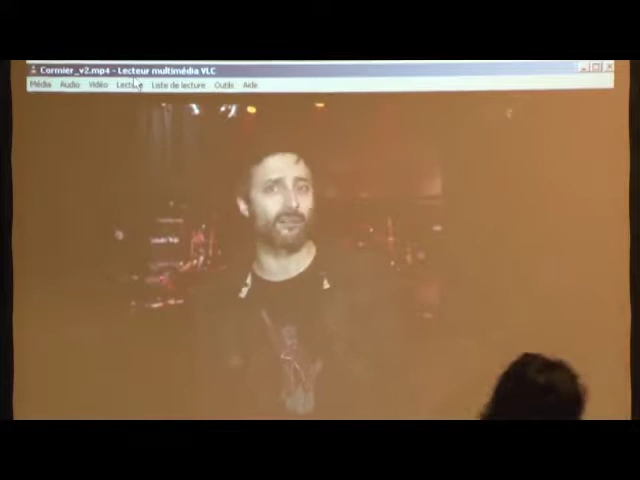 Cormier_v2.mp4 - Lecteur multimédia VLC
Média Audio Vidéo Lecture Liste de lecture Outils Aide